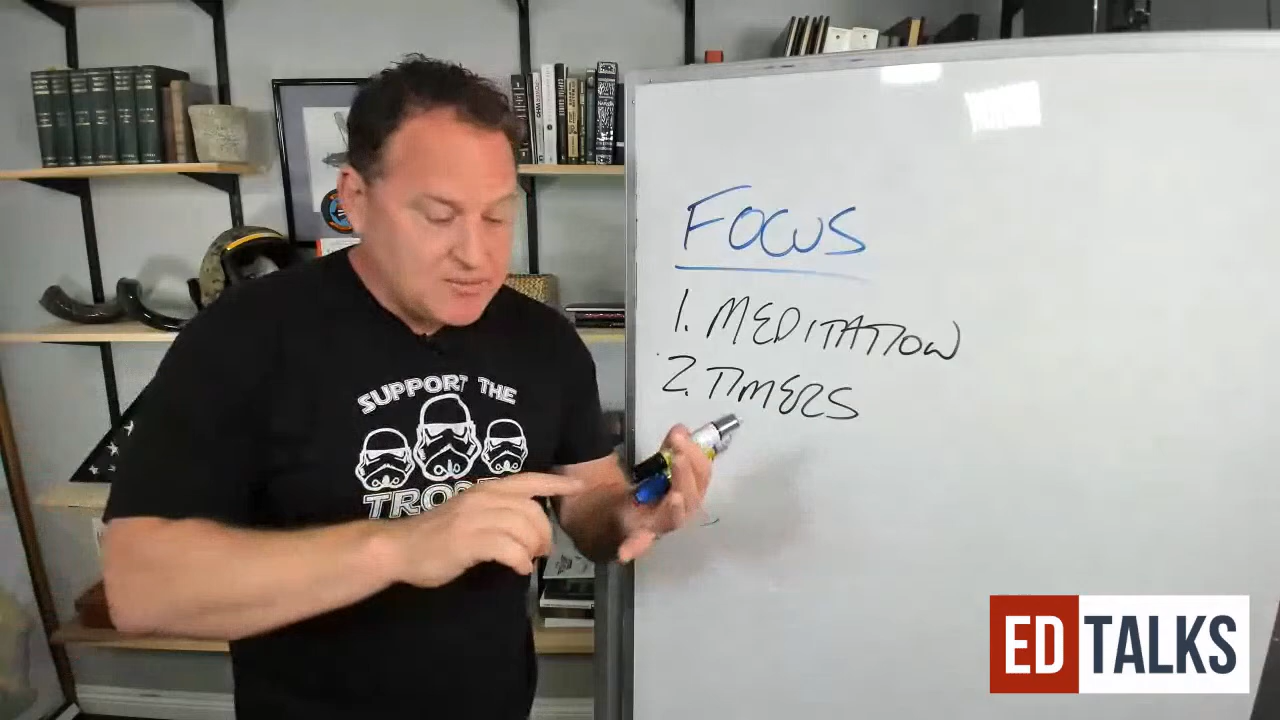 FOCUS
1. MEDITATION
2. TIMERS
SUPPORT THE
ED TALKS